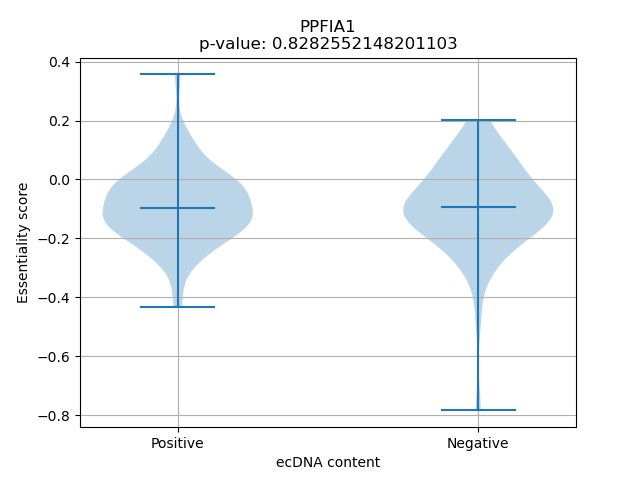 PPFIA1
p-value: 0.8282552148201103
0.4
0.2
0.0
−0.2
−0.4
−0.6
−0.8
Essentiality score
Positive
Negative
ecDNA content